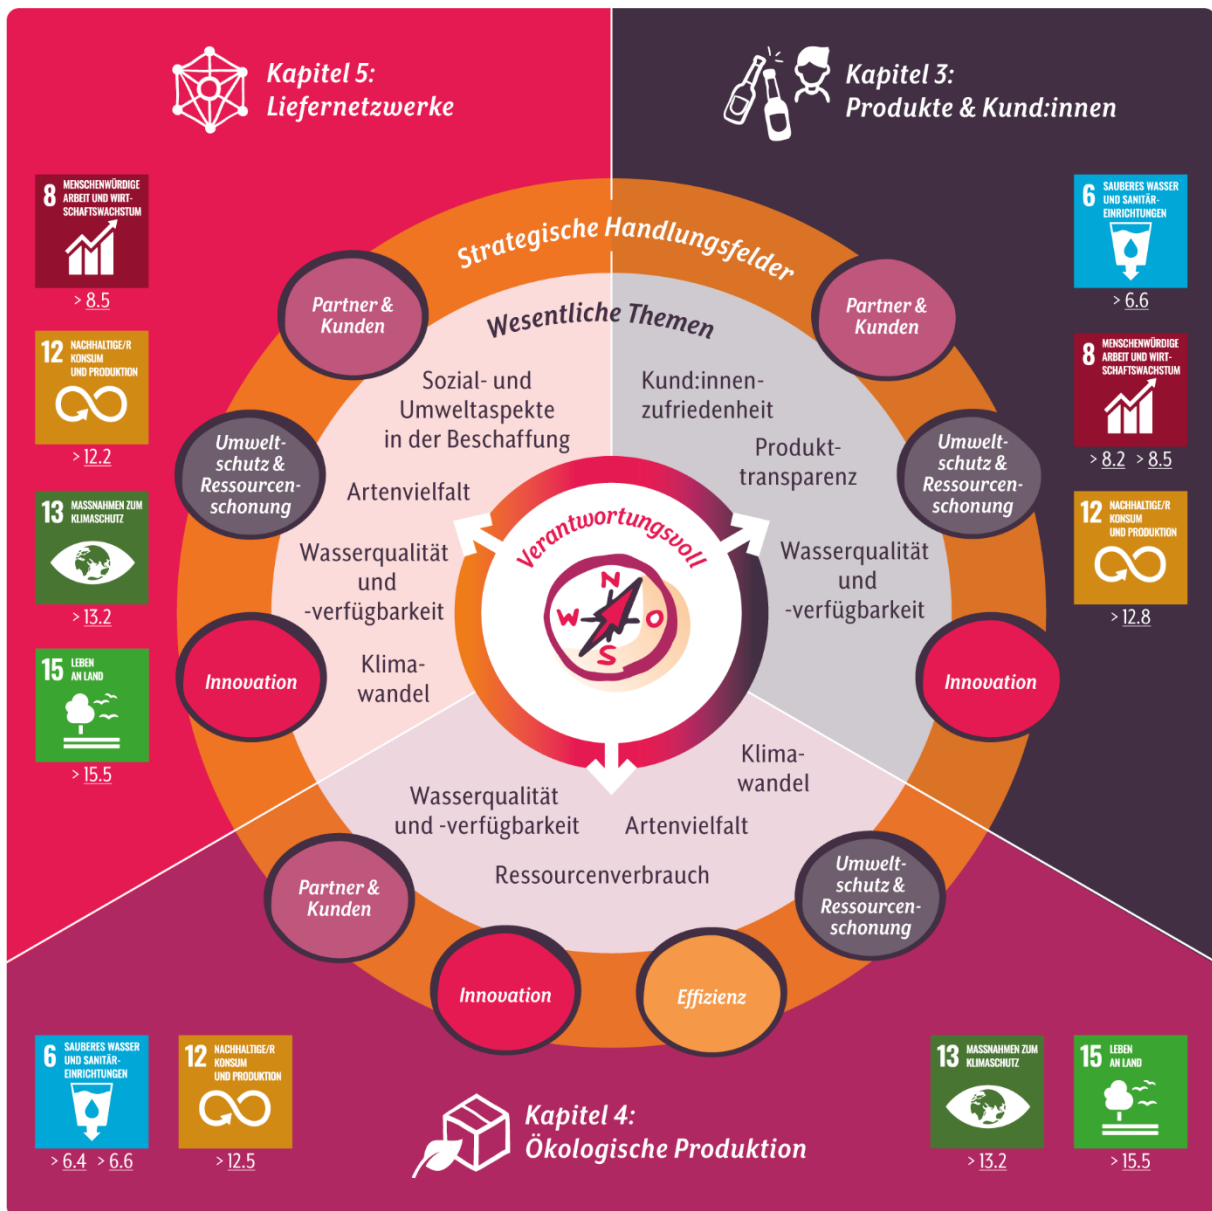 Kapitel 5:
Liefernetzwerke
Kapitel 3:
Produkte & Kund:innen
8 MENSCHENWÜRDIGE
ARBEIT UND WIRT-
SCHAFTSWACHSTUM
> 8.5
12 NACHHALTIGE/R
KONSUM
UND PRODUKTION
> 12.2
13 MASSNAHMEN ZUM
KLIMASCHUTZ
> 13.2
15 LEBEN
AN LAND
> 15.5
6 SAUBERES WASSER
UND SANITÄR-
EINRICHTUNGEN
> 6.6
8 MENSCHENWÜRDIGE
ARBEIT UND WIRT-
SCHAFTSWACHSTUM
> 8.2 > 8.5
12 NACHHALTIGE/R
KONSUM
UND PRODUKTION
> 12.8
Strategische Handlungsfelder
Wesentliche Themen
Partner &
Kunden
Umwelt-
schutz &
Ressourcen-
schonung
Innovation
Sozial- und
Umweltaspekte
in der Beschaffung
Artenvielfalt
Wasserqualität
und
-verfügbarkeit
Klima-
wandel
Kund:innen-
zufriedenheit
Produkt-
transparenz
Wasserqualität
und
-verfügbarkeit
Partner &
Kunden
Umwelt-
schutz &
Ressourcen-
schonung
Innovation
Verantwortungsvoll
N
W O
S
Klima-
wandel
Wasserqualität
und -verfügbarkeit
Artenvielfalt
Ressourcenverbrauch
Partner &
Kunden
Innovation
Effizienz
Umwelt-
schutz &
Ressourcen-
schonung
6 SAUBERES WASSER
UND SANITÄR-
EINRICHTUNGEN
> 6.4 > 6.6
12 NACHHALTIGE/R
KONSUM
UND PRODUKTION
> 12.5
Kapitel 4:
Ökologische Produktion
13 MASSNAHMEN ZUM
KLIMASCHUTZ
> 13.2
15 LEBEN
AN LAND
> 15.5